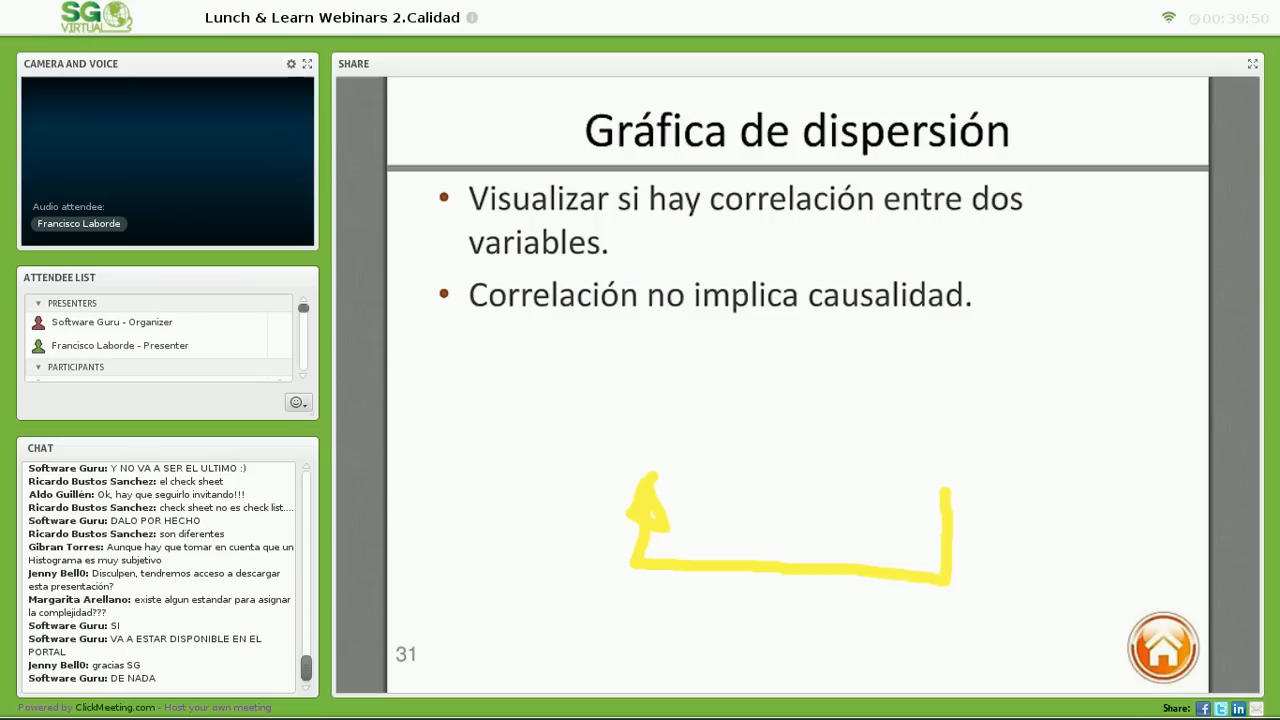 SG
VIRTUAL
Lunch & Learn Webinars 2.Calidad
00:39:50
CAMERA AND VOICE
Audio attendee:
Francisco Laborde
ATTENDEE LIST
PRESENTERS
Software Guru - Organizer
Francisco Laborde - Presenter
PARTICIPANTS
CHAT
Software Guru: Y NO VA A SER EL ULTIMO :)
Ricardo Bustos Sanchez: el check sheet
Aldo Guillén: Ok, hay que seguirlo invitando!!!
Ricardo Bustos Sanchez: check sheet no es check list....
Software Guru: DALO POR HECHO
Ricardo Bustos Sanchez: son diferentes
Gibran Torres: Aunque hay que tomar en cuenta que un
Histograma es muy subjetivo
Jenny Bell0: Disculpen, tendremos acceso a descargar
esta presentación?
Margarita Arellano: existe algun estandar para asignar
la complejidad???
Software Guru: SI
Software Guru: VA A ESTAR DISPONIBLE EN EL
PORTAL
Jenny Bell0: gracias SG
Software Guru: DE NADA
SHARE
Gráfica de dispersión
• Visualizar si hay correlación entre dos
variables.
• Correlación no implica causalidad.
31
Powered by ClickMeeting.com - Host your own meeting
Share: